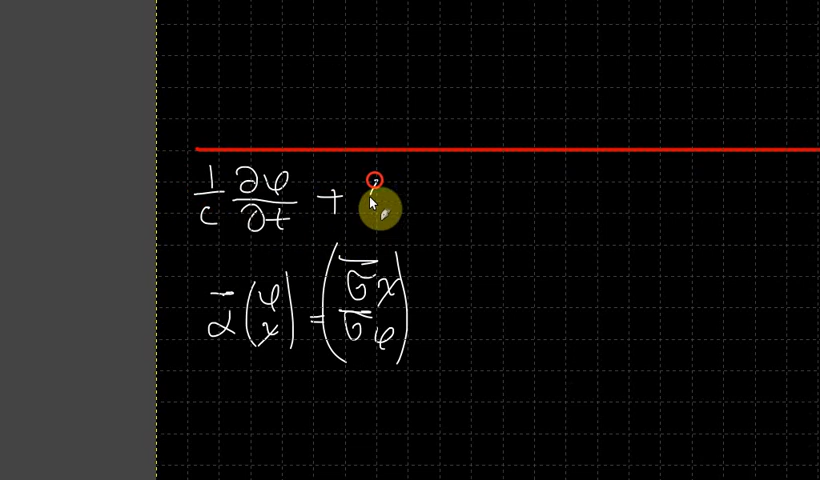 1/c ∂φ/∂t +
ᾱ (φ χ) = (σ̄χ σ̄φ)